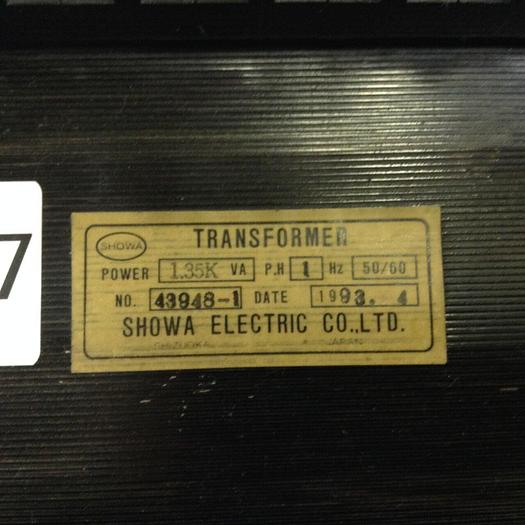 7
SHOWA
TRANSFORMER
POWER 1.35K VA P.H 1 Hz 50/60
NO. 43948-1 DATE 1993. 4
SHOWA ELECTRIC CO.,LTD.
SHIZUOKA JAPAN